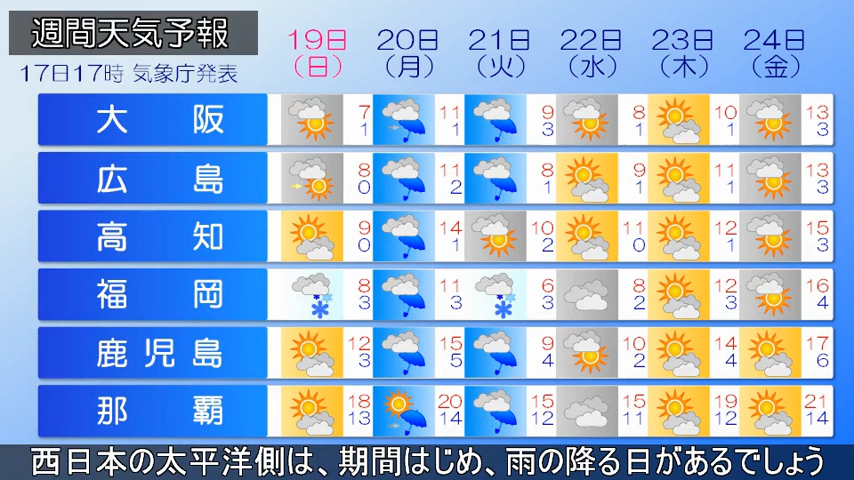 週間天気予報
17日17時 気象庁発表
19日 20日 21日 22日 23日 24日
(日) (月) (火) (水) (木) (金)
大阪 7 11 9 8 10 13
1 1 3 1 1 3
広島 8 11 8 9 11 13
0 2 1 1 1 3
高知 9 14 10 11 12 15
0 1 2 0 1 3
福岡 8 11 6 8 12 16
3 3 3 2 3 4
鹿児島 12 15 9 10 14 17
3 5 4 2 4 6
那覇 18 20 15 15 19 21
13 14 12 11 12 14
西日本の太平洋側は、期間はじめ、雨の降る日があるでしょう